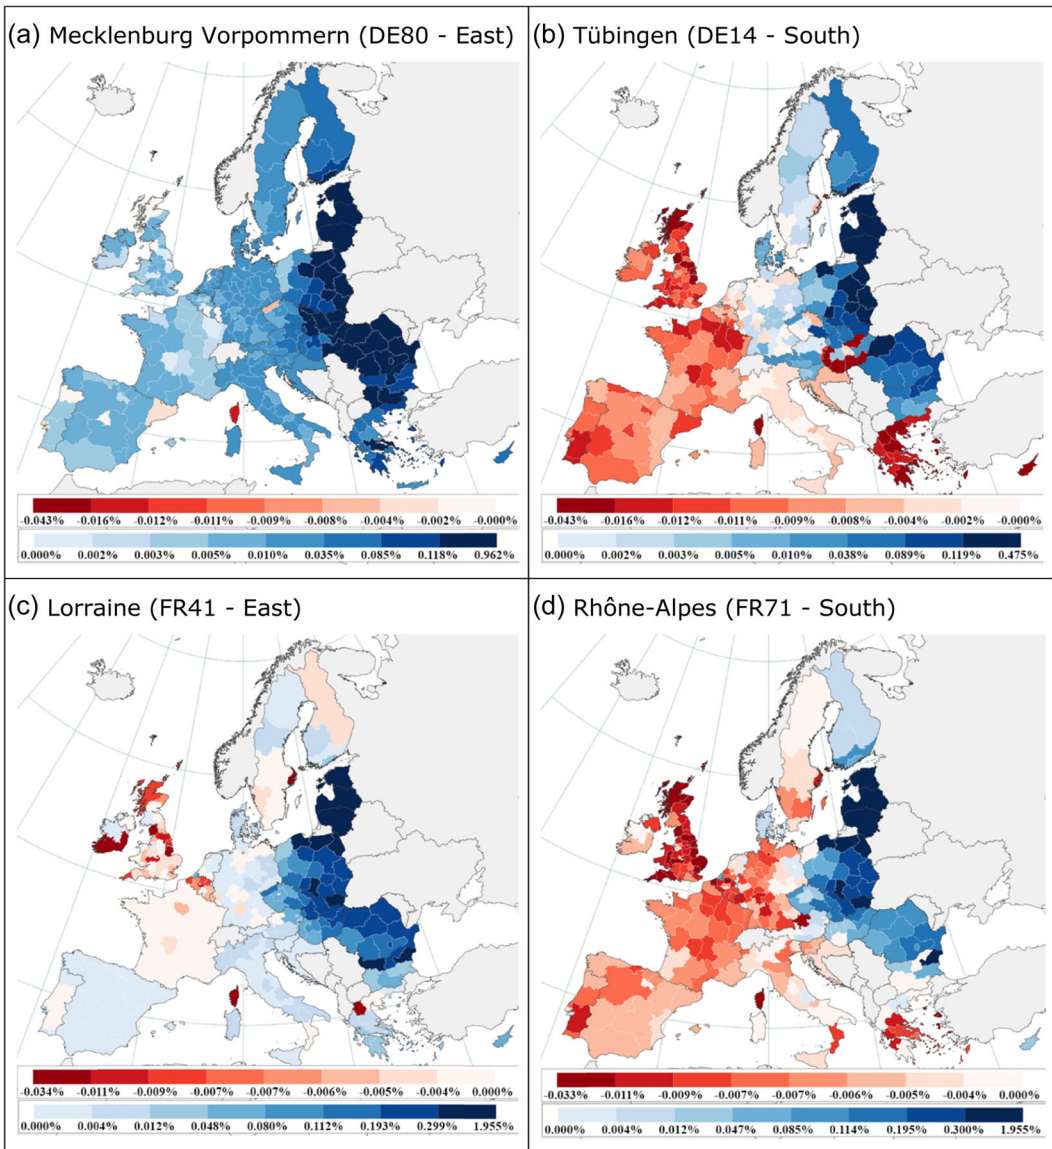 (a) Mecklenburg Vorpommern (DE80 - East)
(b) Tübingen (DE14 - South)
-0.043% -0.016% -0.012% -0.011% -0.009% -0.008% -0.004% -0.002% -0.000%
0.000% 0.002% 0.003% 0.005% 0.010% 0.035% 0.085% 0.118% 0.962%
-0.043% -0.016% -0.012% -0.011% -0.009% -0.008% -0.004% -0.002% -0.000%
0.000% 0.002% 0.003% 0.005% 0.010% 0.038% 0.089% 0.119% 0.475%
(c) Lorraine (FR41 - East)
(d) Rhône-Alpes (FR71 - South)
-0.034% -0.011% -0.009% -0.007% -0.006% -0.005% -0.004% 0.000%
0.000% 0.004% 0.012% 0.048% 0.080% 0.112% 0.193% 0.299% 1.955%
-0.033% -0.011% -0.009% -0.007% -0.007% -0.006% -0.005% -0.004% 0.000%
0.000% 0.004% 0.012% 0.047% 0.085% 0.114% 0.195% 0.300% 1.955%